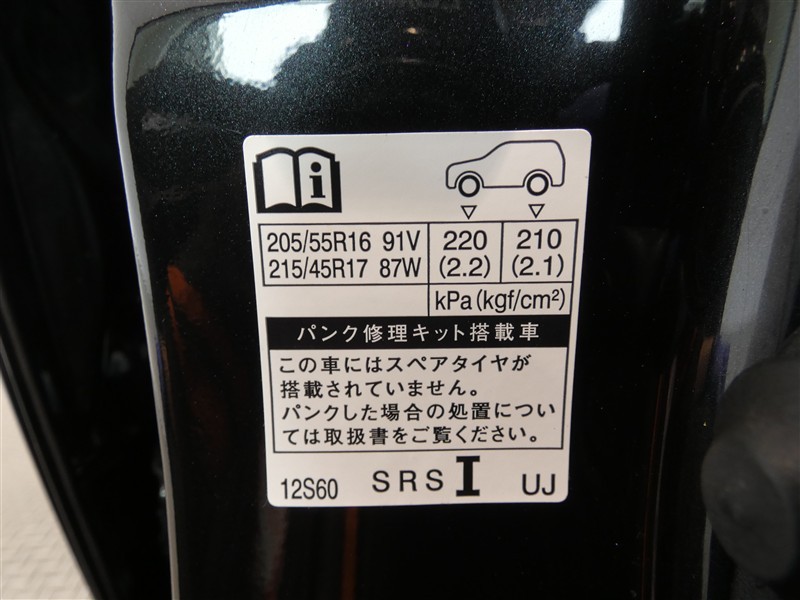 i
205/55R16 91V 220 210
215/45R17 87W (2.2) (2.1)
kPa(kgf/cm²)
パンク修理キット搭載車
この車にはスペアタイヤが
搭載されていません。
パンクした場合の処置につい
ては取扱書をご覧ください。
12S60 SRS I UJ